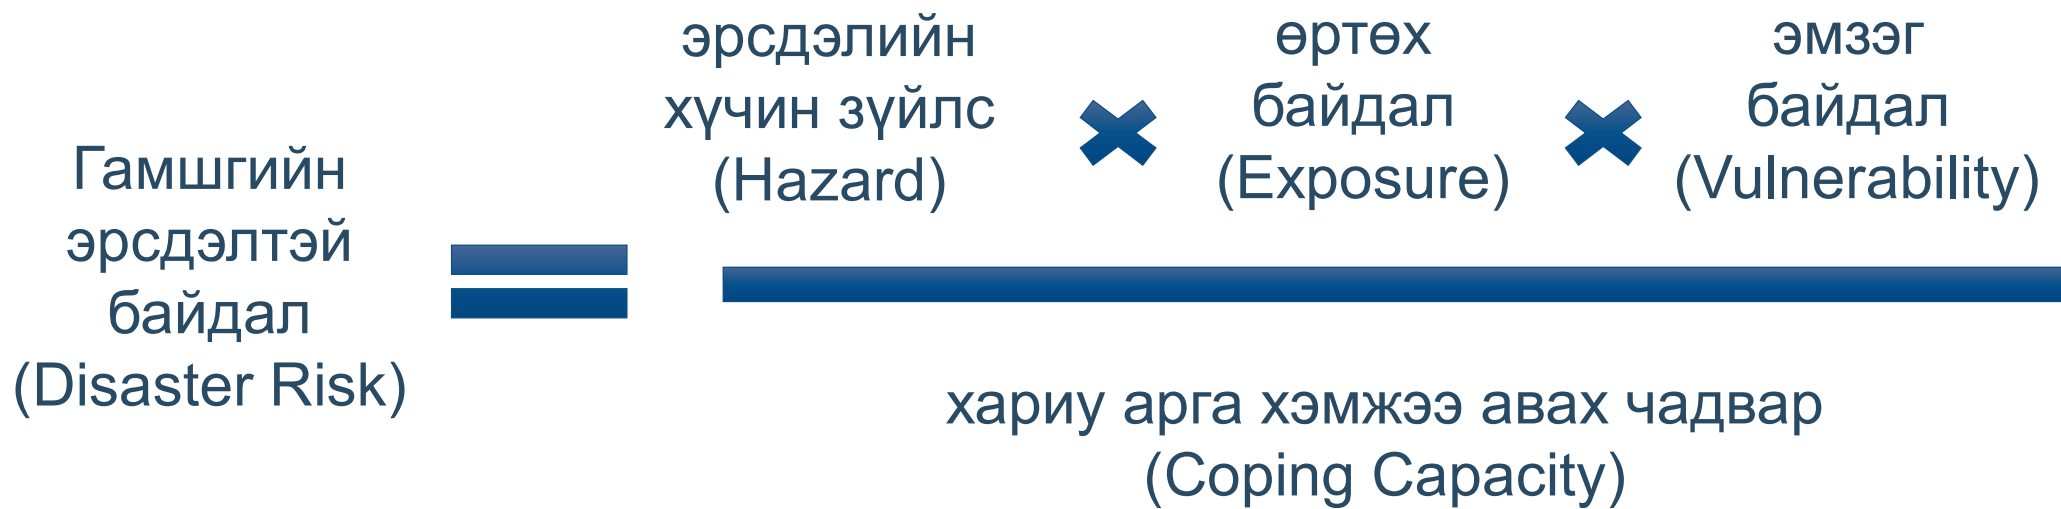 Гамшгийн
эрсдэлтэй
байдал
(Disaster Risk)
эрсдэлийн
хүчин зүйлс
(Hazard)
өртөх
байдал
(Exposure)
эмзэг
байдал
(Vulnerability)
хариу арга хэмжээ авах чадвар
(Coping Capacity)